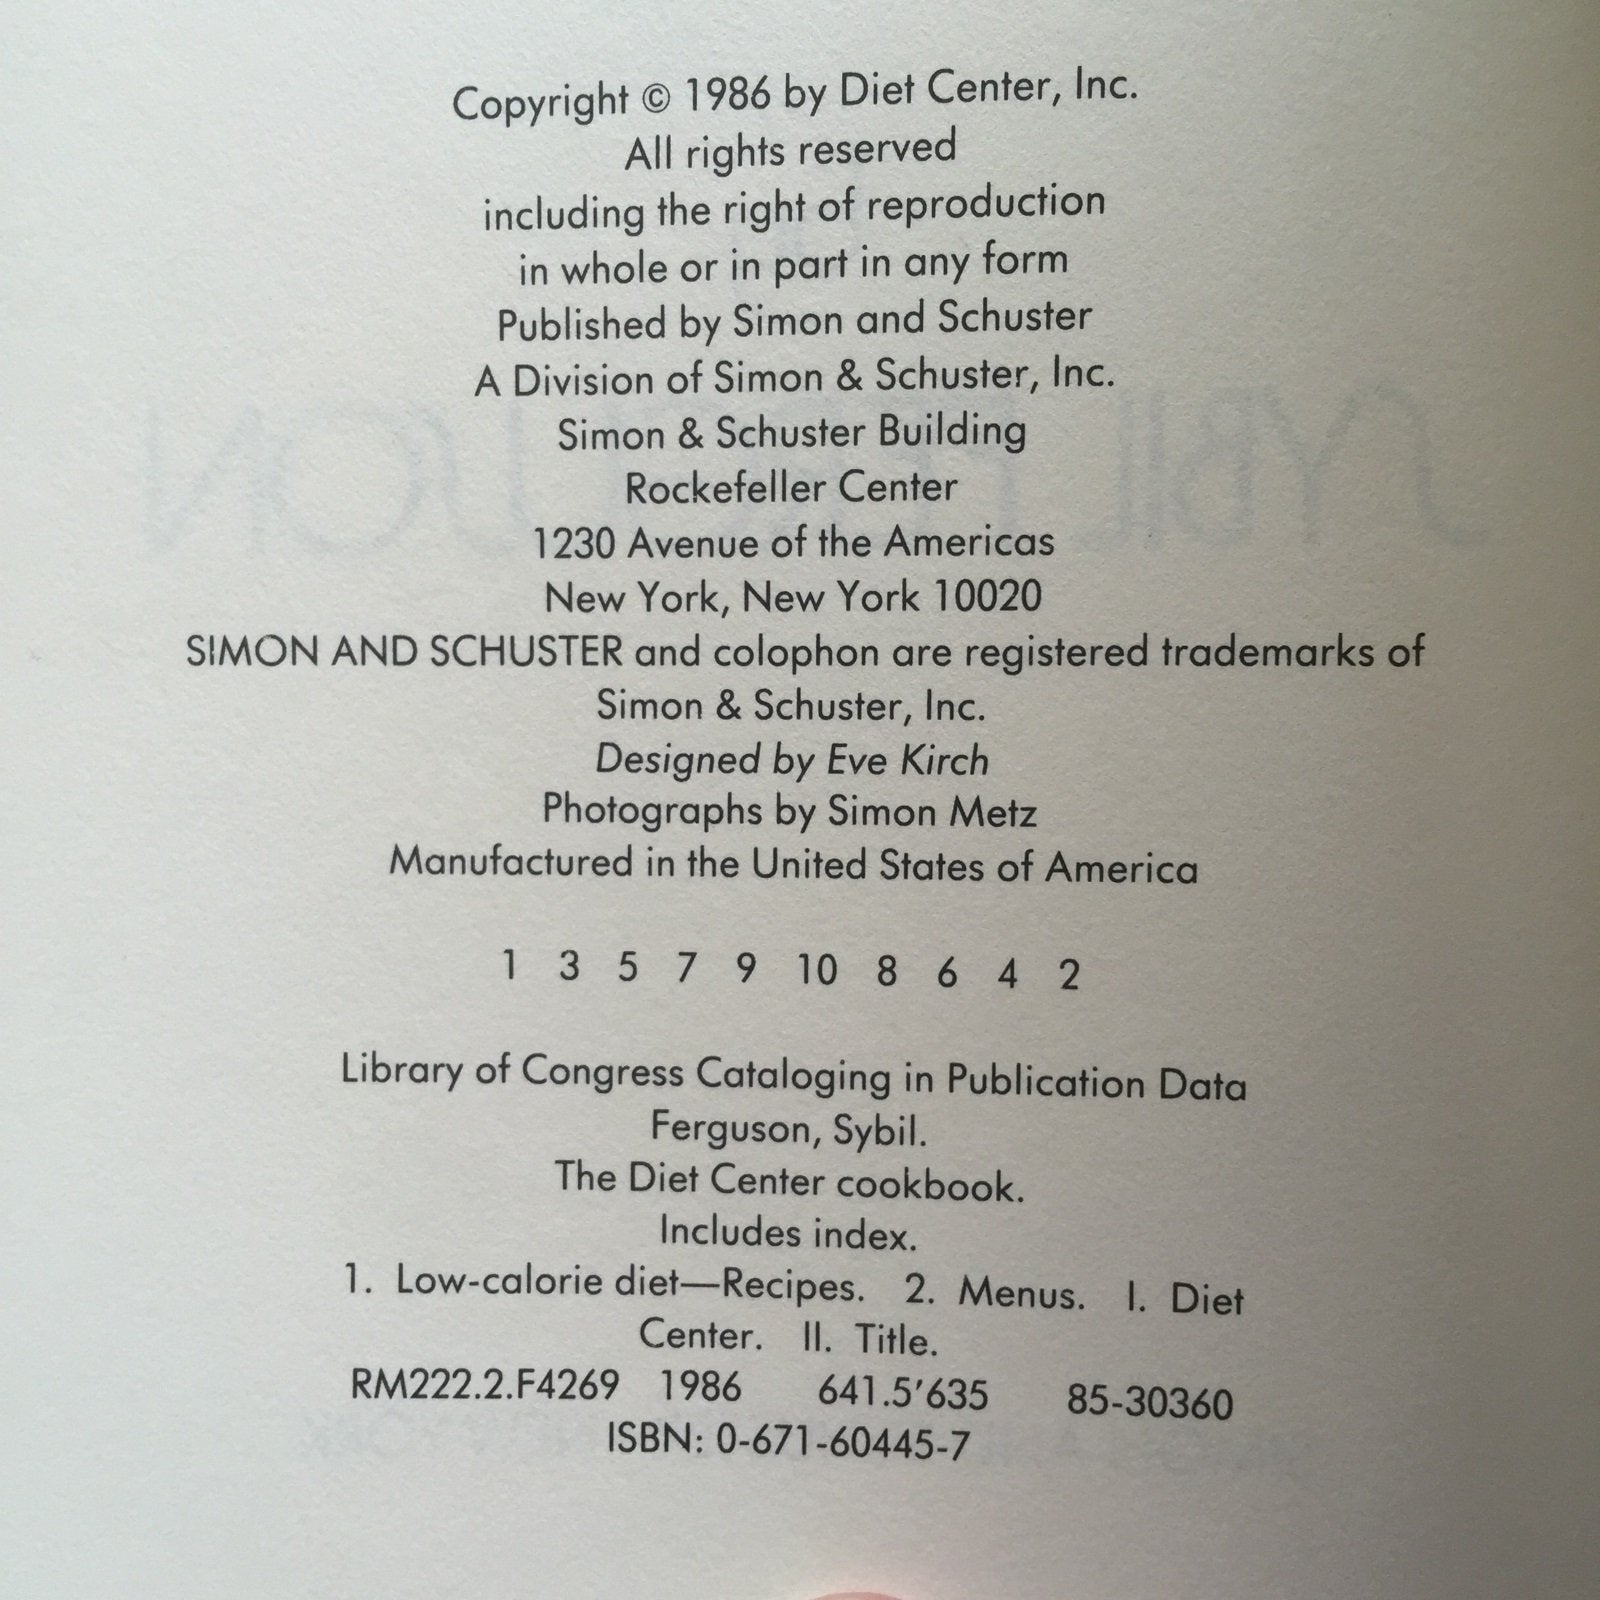 Copyright © 1986 by Diet Center, Inc.
All rights reserved
including the right of reproduction
in whole or in part in any form
Published by Simon and Schuster
A Division of Simon & Schuster, Inc.
Simon & Schuster Building
Rockefeller Center
1230 Avenue of the Americas
New York, New York 10020
SIMON AND SCHUSTER and colophon are registered trademarks of
Simon & Schuster, Inc.
Designed by Eve Kirch
Photographs by Simon Metz
Manufactured in the United States of America
1 3 5 7 9 10 8 6 4 2
Library of Congress Cataloging in Publication Data
Ferguson, Sybil.
The Diet Center cookbook.
Includes index.
1. Low-calorie diet—Recipes. 2. Menus. I. Diet
Center. II. Title.
RM222.2.F4269 1986 641.5'635 85-30360
ISBN: 0-671-60445-7